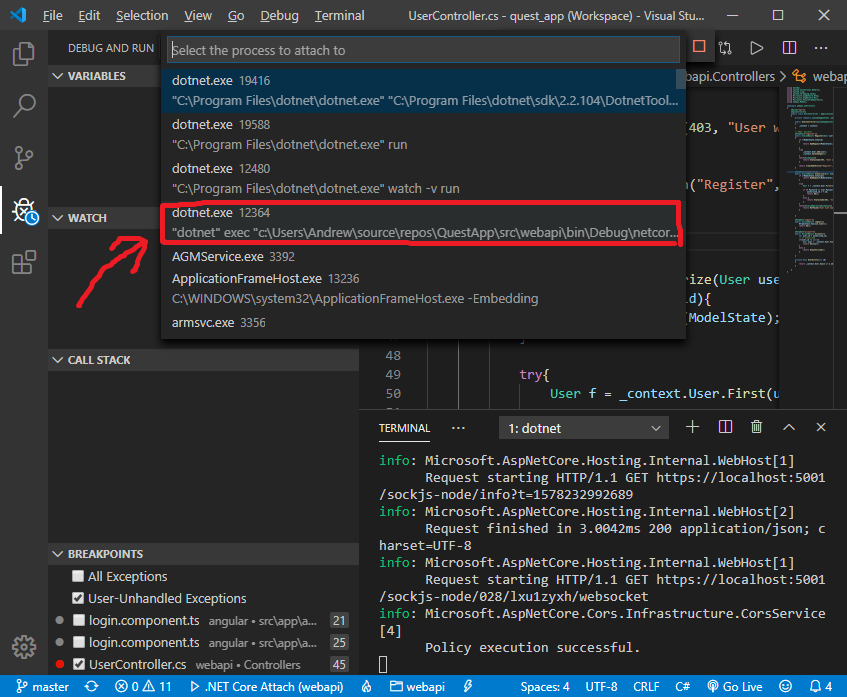 File Edit Selection View Go Debug Terminal UserController.cs - quest_app (Workspace) - Visual Stu...
DEBUG AND RUN
Select the process to attach to
VARIABLES
bapi.Controllers > webap
dotnet.exe 19416
"C:\Program Files\dotnet\dotnet.exe" "C:\Program Files\dotnet\sdk\2.2.104\DotnetTool...
dotnet.exe 19588
(403, "User w
"C:\Program Files\dotnet\dotnet.exe" run
dotnet.exe 12480
("Register",
"C:\Program Files\dotnet\dotnet.exe" watch -v run
WATCH
dotnet.exe 12364
"dotnet" exec "c:\Users\Andrew\source\repos\QuestApp\src\webapi\bin\Debug\netcor...
AGMService.exe 3392
ApplicationFrameHost.exe 13236
rize(User use
C:\WINDOWS\system32\ApplicationFrameHost.exe -Embedding
d){
armsvc.exe 3356
(ModelState);
CALL STACK
48
49 try{
50 User f = _context.User.First(u
TERMINAL ... 1: dotnet
info: Microsoft.AspNetCore.Hosting.Internal.WebHost[1]
Request starting HTTP/1.1 GET https://localhost:5001
/sockjs-node/info?t=1578232992689
info: Microsoft.AspNetCore.Hosting.Internal.WebHost[2]
Request finished in 3.0042ms 200 application/json; c
harset=UTF-8
info: Microsoft.AspNetCore.Hosting.Internal.WebHost[1]
Request starting HTTP/1.1 GET https://localhost:5001
/sockjs-node/028/lxu1zyxh/websocket
info: Microsoft.AspNetCore.Cors.Infrastructure.CorsService
[4]
Policy execution successful.
BREAKPOINTS
All Exceptions
User-Unhandled Exceptions
login.component.ts angular • src\app\a... 21
login.component.ts angular • src\app\a... 25
UserController.cs webapi • Controllers 45
master 0 11 .NET Core Attach (webapi) webapi Spaces: 4 UTF-8 CRLF C# Go Live 4